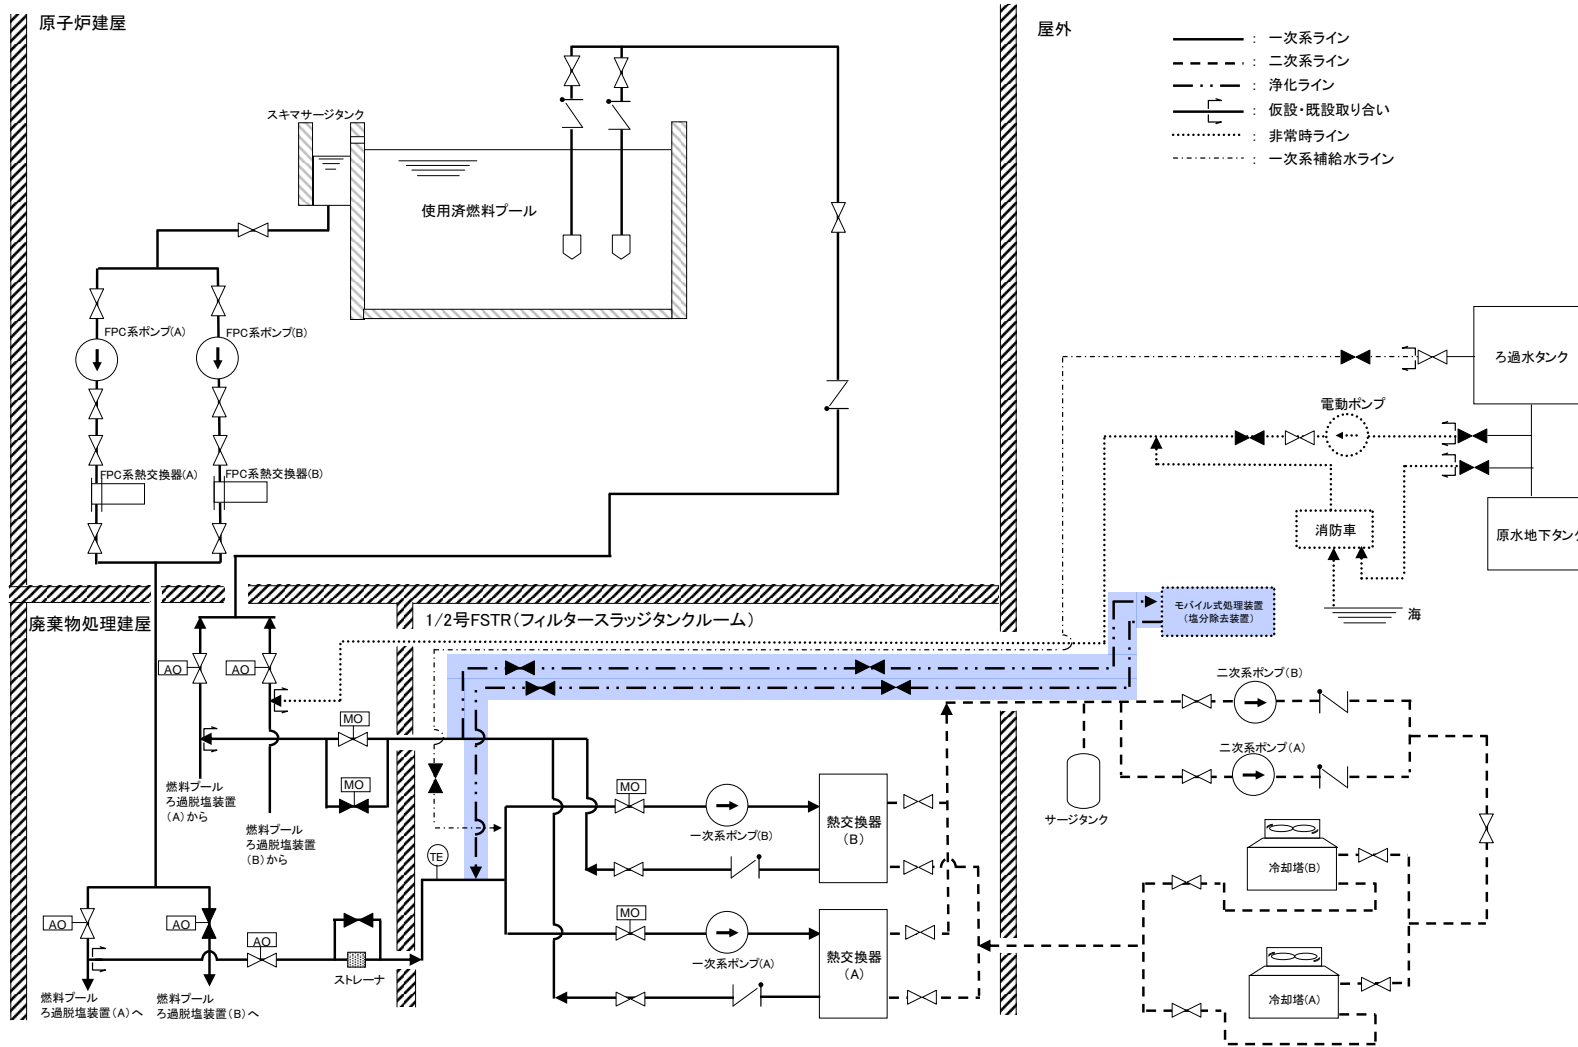 原子炉建屋
屋外
: 一次系ライン
: 二次系ライン
: 浄化ライン
: 仮設・既設取り合い
: 非常時ライン
: 一次系補給水ライン
スキマサージタンク
使用済燃料プール
FPC系ポンプ(A)
FPC系ポンプ(B)
ろ過水タンク
電動ポンプ
FPC系熱交換器(A)
FPC系熱交換器(B)
消防車
原水地下タンク
海
モバイル式処理装置
(塩分除去装置)
廃棄物処理建屋
1/2号FSTR(フィルタースラッジタンクルーム)
AO
AO
MO
MO
二次系ポンプ(B)
二次系ポンプ(A)
燃料プール
ろ過脱塩装置
(A)から
燃料プール
ろ過脱塩装置
(B)から
MO
一次系ポンプ(B)
熱交換器
(B)
サージタンク
TE
冷却塔(B)
AO
AO
AO
MO
一次系ポンプ(A)
熱交換器
(A)
ストレーナ
冷却塔(A)
燃料プール
ろ過脱塩装置(A)へ
燃料プール
ろ過脱塩装置(B)へ